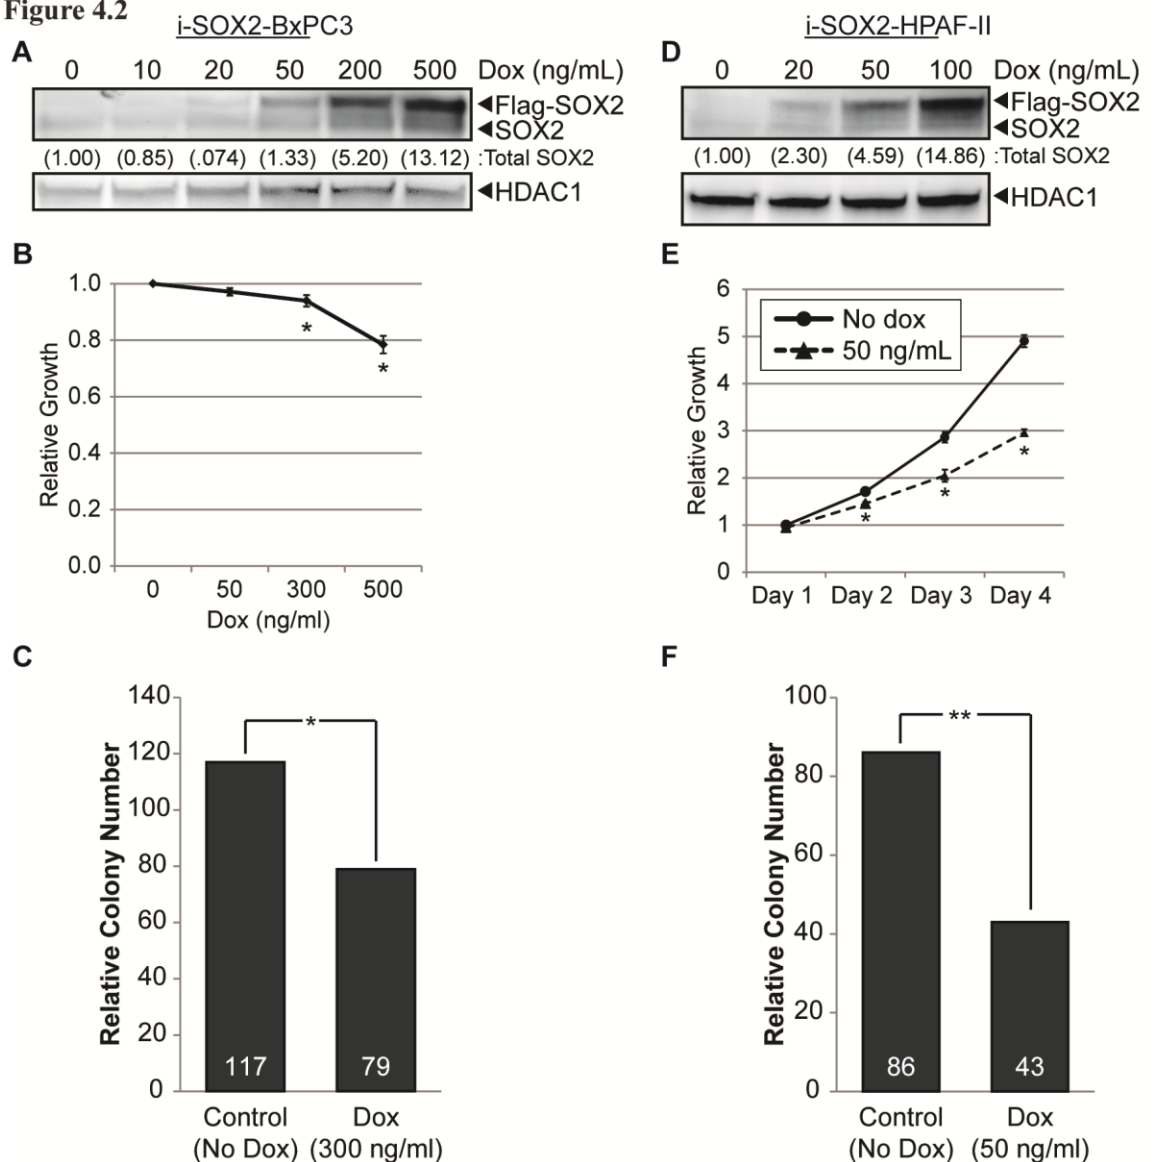 Figure 4.2
i-SOX2-BxPC3
A
0 10 20 50 200 500 Dox (ng/mL)
◄Flag-SOX2
◄SOX2
(1.00) (0.85) (.074) (1.33) (5.20) (13.12) :Total SOX2
◄HDAC1
B
1.0
0.8
0.6
0.4
0.2
0.0
Relative Growth
*
*
0 50 300 500
Dox (ng/ml)
C
140
120
100
80
60
40
20
0
Relative Colony Number
*
117 79
Control Dox
(No Dox) (300 ng/ml)
i-SOX2-HPAF-II
D
0 20 50 100 Dox (ng/mL)
◄Flag-SOX2
◄SOX2
(1.00) (2.30) (4.59) (14.86) :Total SOX2
◄HDAC1
E
6
5
4
3
2
1
0
Relative Growth
No dox
50 ng/mL
*
*
*
Day 1 Day 2 Day 3 Day 4
F
100
80
60
40
20
0
Relative Colony Number
**
86 43
Control Dox
(No Dox) (50 ng/ml)